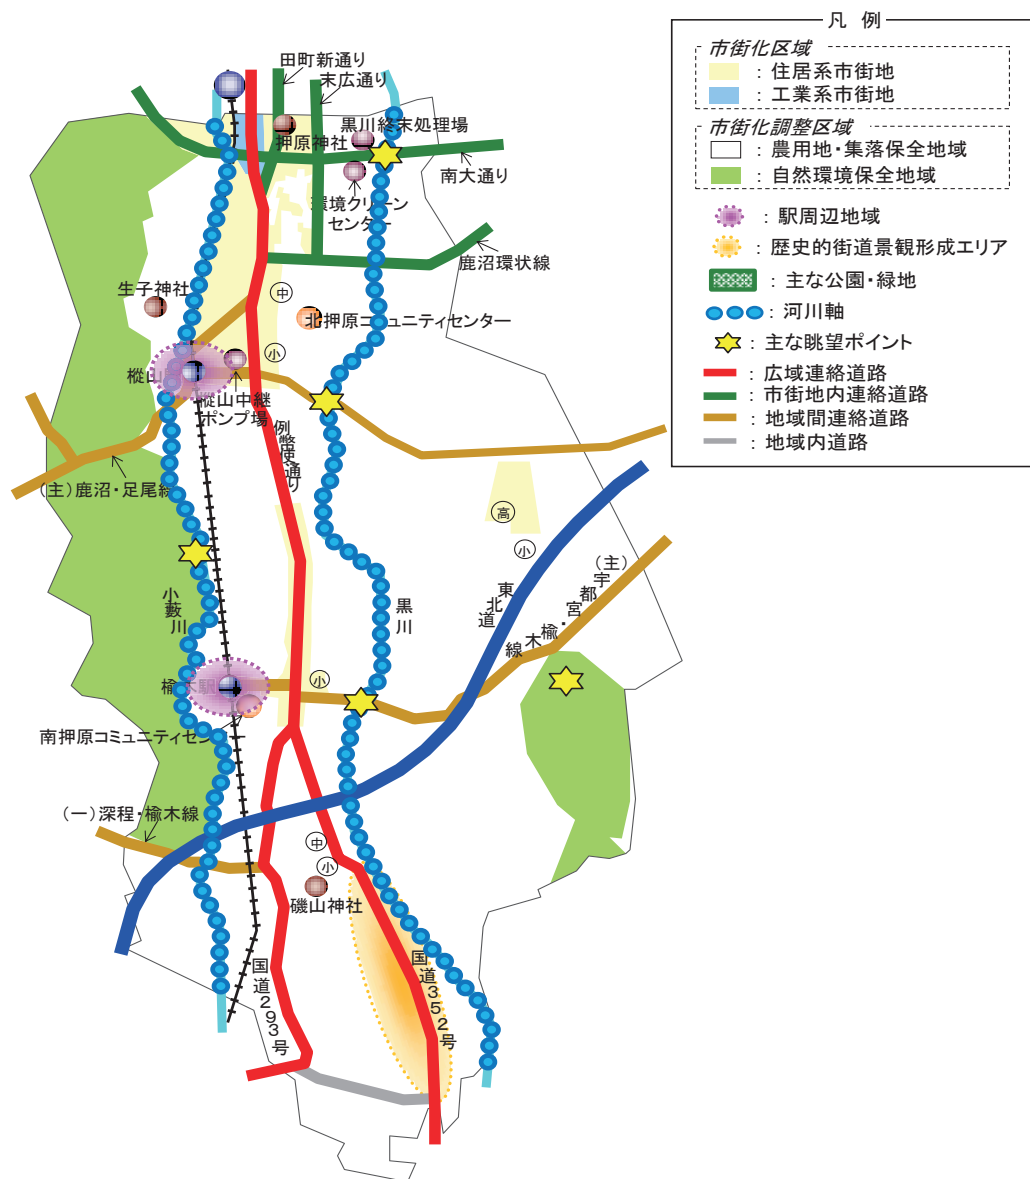 凡 例
市街化区域
：住居系市街地
：工業系市街地
市街化調整区域
：農用地・集落保全地域
：自然環境保全地域
：駅周辺地域
：歴史的街道景観形成エリア
：主な公園・緑地
：河川軸
：主な眺望ポイント
：広域連絡道路
：市街地内連絡道路
：地域間連絡道路
：地域内道路
田町新通り
末広通り
黒川終末処理場
押原神社
南大通り
環境クリーン
センター
鹿沼環状線
生子神社
中
北押原コミュニティセンター
小
樅山
樅山中継
ポンプ場
例幣使通り
(主)鹿沼・足尾線
高
小
東北道
(主)宇都宮・楡木線
小藪川
黒川
楡木駅
小
南押原コミュニティセン
(一)深程・楡木線
中
小
磯山神社
国道293号
国道352号